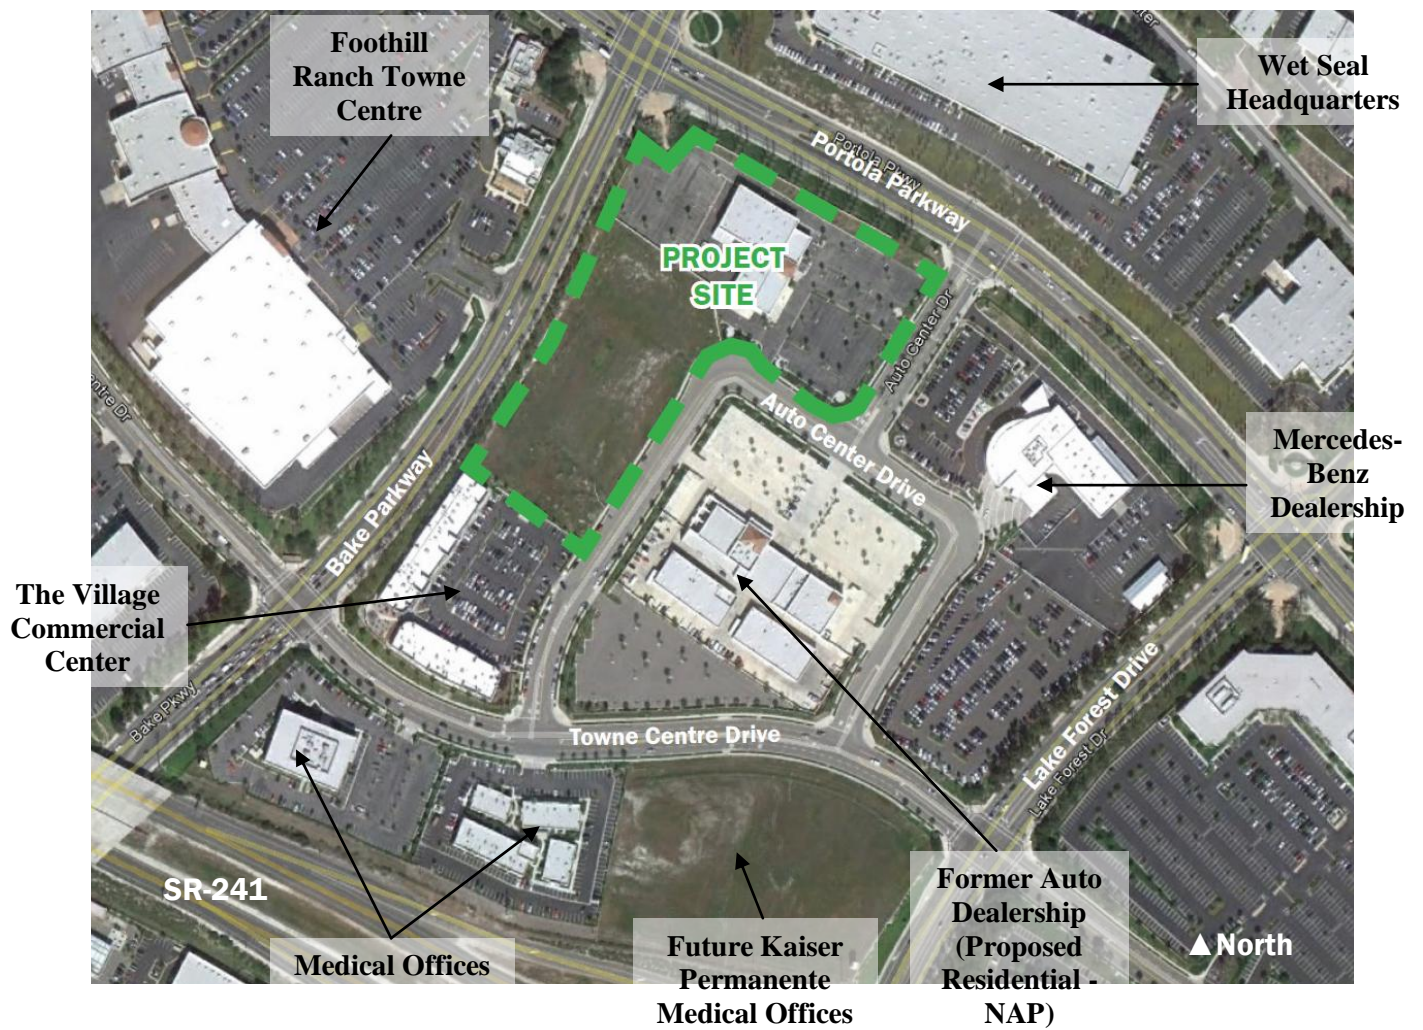 Foothill
Ranch Towne
Centre
Wet Seal
Headquarters
Portola Pkwy
Portola Parkway
PROJECT
SITE
Auto Center Dr
Auto Center Drive
Mercedes-
Benz
Dealership
entre Dr
Bake Parkway
The Village
Commercial
Center
Bake Pkwy
Towne Centre Drive
Lake Forest Drive
Lake Forest Dr
SR-241
Medical Offices
Future Kaiser
Permanente
Medical Offices
Former Auto
Dealership
(Proposed
Residential -
NAP)
North